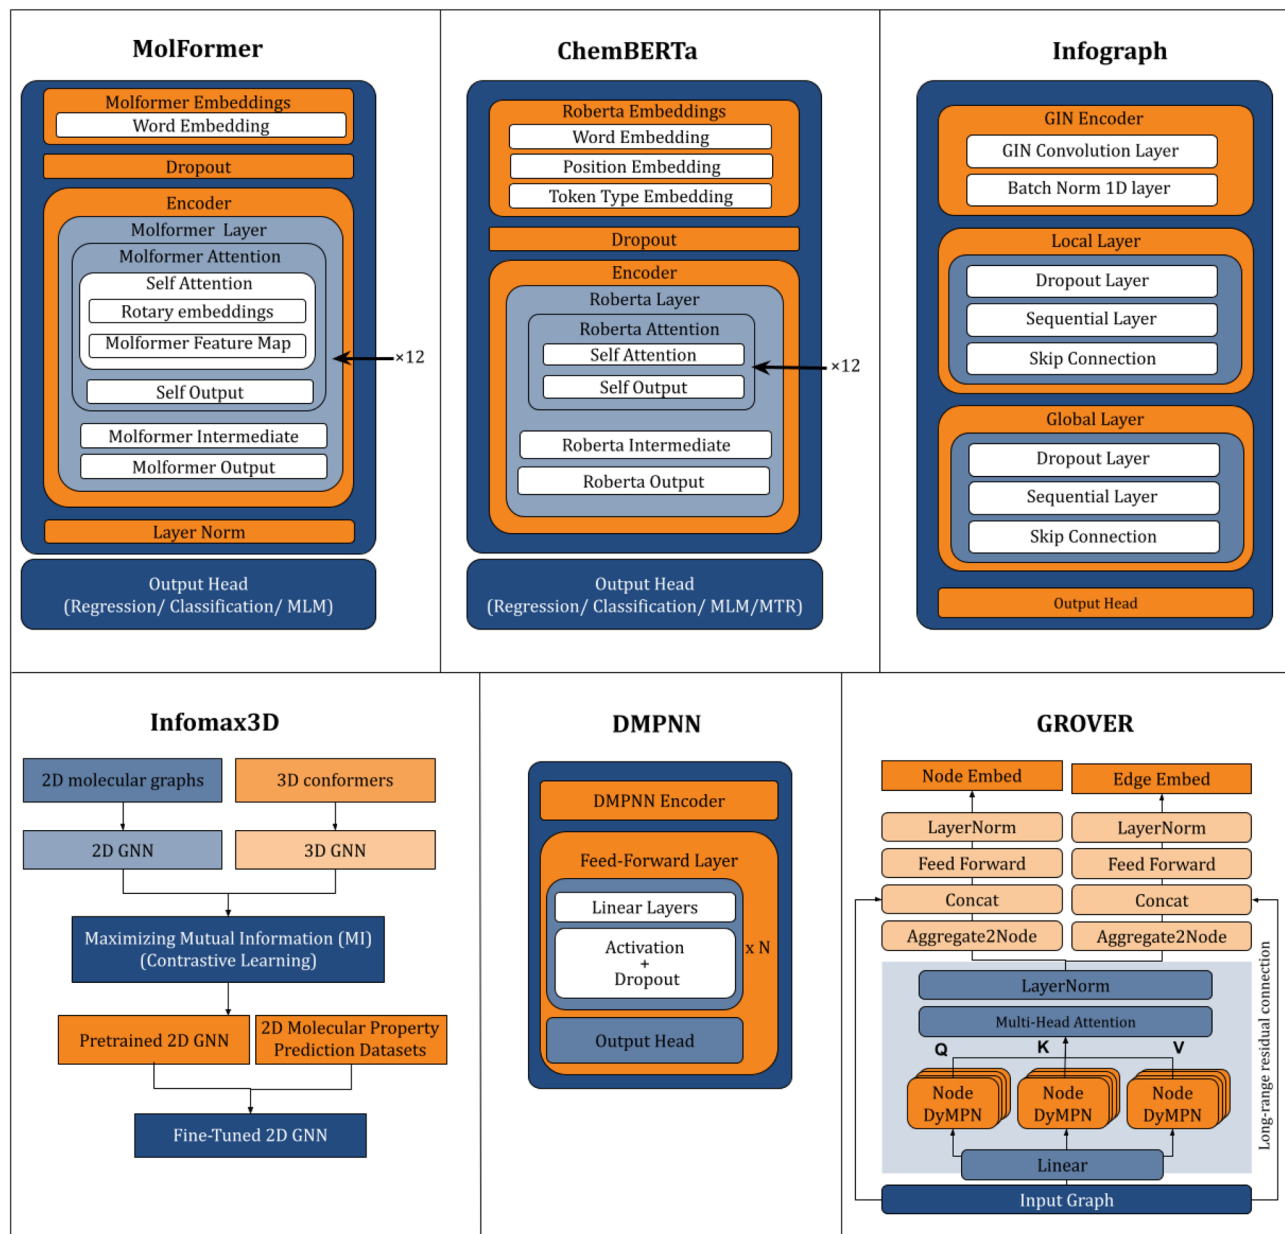 MolFormer
Molformer Embeddings
Word Embedding
Dropout
Encoder
Molformer Layer
Molformer Attention
Self Attention
Rotary embeddings
Molformer Feature Map
×12
Self Output
Molformer Intermediate
Molformer Output
Layer Norm
Output Head
(Regression/ Classification/ MLM)
ChemBERTa
Roberta Embeddings
Word Embedding
Position Embedding
Token Type Embedding
Dropout
Encoder
Roberta Layer
Roberta Attention
Self Attention
×12
Self Output
Roberta Intermediate
Roberta Output
Output Head
(Regression/ Classification/ MLM/MTR)
Infograph
GIN Encoder
GIN Convolution Layer
Batch Norm 1D layer
Local Layer
Dropout Layer
Sequential Layer
Skip Connection
Global Layer
Dropout Layer
Sequential Layer
Skip Connection
Output Head
Infomax3D
2D molecular graphs
3D conformers
2D GNN
3D GNN
Maximizing Mutual Information (MI)
(Contrastive Learning)
Pretrained 2D GNN
2D Molecular Property
Prediction Datasets
Fine-Tuned 2D GNN
DMPNN
DMPNN Encoder
Feed-Forward Layer
Linear Layers
Activation
+
Dropout
x N
Output Head
GROVER
Node Embed
Edge Embed
LayerNorm
LayerNorm
Feed Forward
Feed Forward
Concat
Concat
Aggregate2Node
Aggregate2Node
LayerNorm
Multi-Head Attention
Q
K
V
Node
DyMPN
Node
DyMPN
Node
DyMPN
Linear
Input Graph
Long-range residual connection